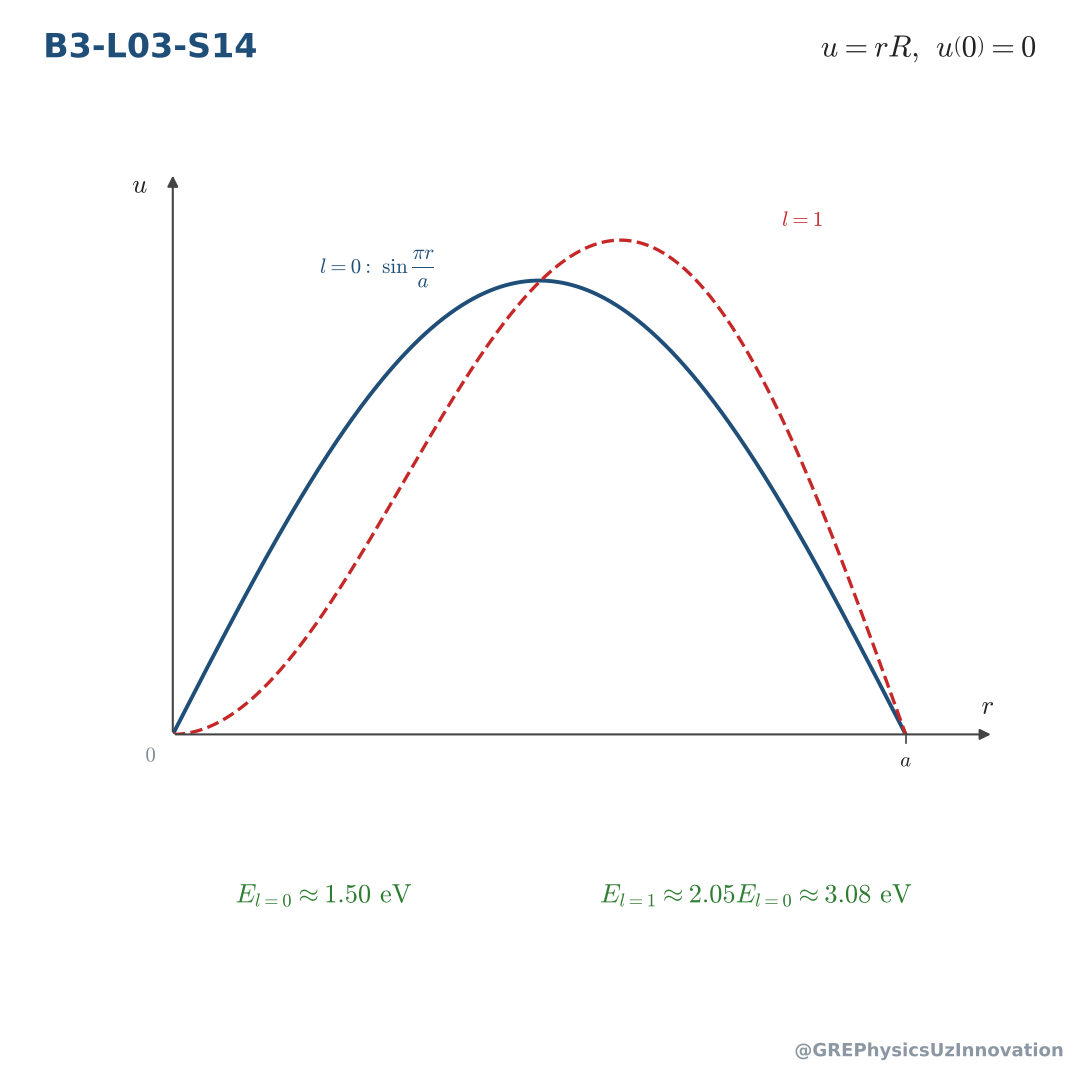 B3-L03-S14
u = rR, u(0) = 0
u
l = 1
l = 0 : sin πr/a
r
0
a
E_{l=0} ≈ 1.50 eV
E_{l=1} ≈ 2.05E_{l=0} ≈ 3.08 eV
@GREPhysicsUzInnovation